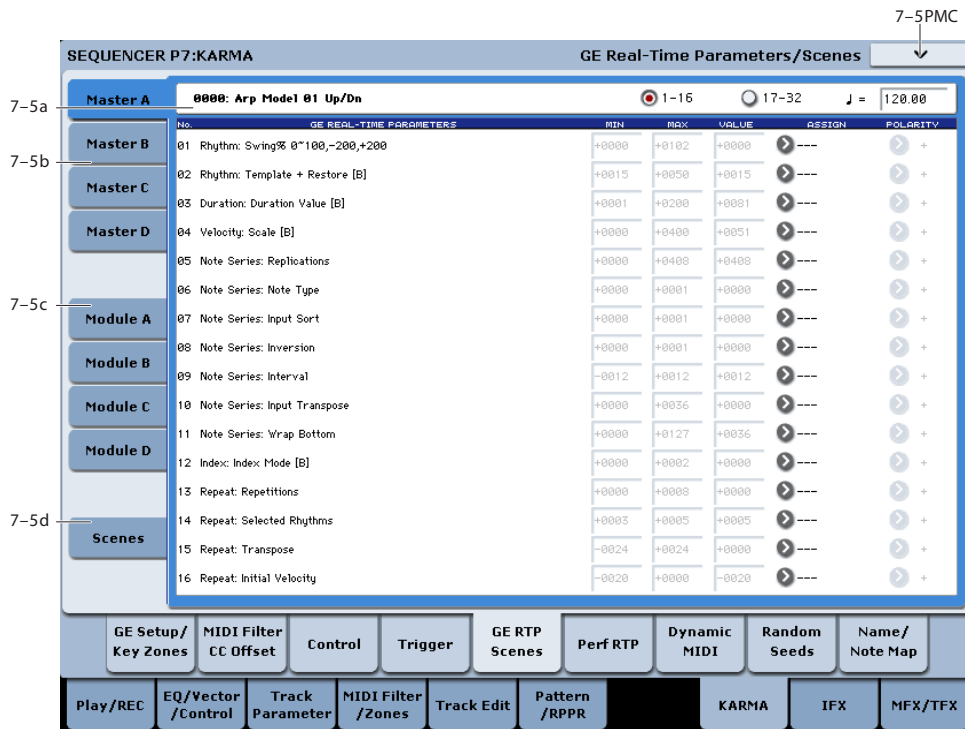 7–5PMC
SEQUENCER P7:KARMA GE Real-Time Parameters/Scenes
7–5a
Master A 0000: Arp Model 01 Up/Dn 1-16 17-32 ♩ = 120.00
No. GE REAL-TIME PARAMETERS MIN MAX VALUE ASSIGN POLARITY
7–5b
Master B
Master C
Master D
7–5c
Module A
Module B
Module C
Module D
7–5d
Scenes
01 Rhythm: Swing% 0~100,-200,+200 +0000 +0102 +0000 --- +
02 Rhythm: Template + Restore [B] +0015 +0050 +0015 --- +
03 Duration: Duration Value [B] +0001 +0200 +0081 --- +
04 Velocity: Scale [B] +0000 +0400 +0051 --- +
05 Note Series: Replications +0000 +0408 +0408 --- +
06 Note Series: Note Type +0000 +0001 +0000 --- +
07 Note Series: Input Sort +0000 +0001 +0000 --- +
08 Note Series: Inversion +0000 +0001 +0000 --- +
09 Note Series: Interval -0012 +0012 +0012 --- +
10 Note Series: Input Transpose +0000 +0036 +0000 --- +
11 Note Series: Wrap Bottom +0000 +0127 +0036 --- +
12 Index: Index Mode [B] +0000 +0002 +0000 --- +
13 Repeat: Repetitions +0000 +0008 +0000 --- +
14 Repeat: Selected Rhythms +0003 +0005 +0005 --- +
15 Repeat: Transpose -0024 +0024 +0000 --- +
16 Repeat: Initial Velocity -0020 +0000 -0020 --- +
GE Setup/ Key Zones
MIDI Filter CC Offset
Control
Trigger
GE RTP Scenes
Perf RTP
Dynamic MIDI
Random Seeds
Name/ Note Map
Play/REC
EQ/Vector /Control
Track Parameter
MIDI Filter /Zones
Track Edit
Pattern /RPPR
KARMA
IFX
MFX/TFX